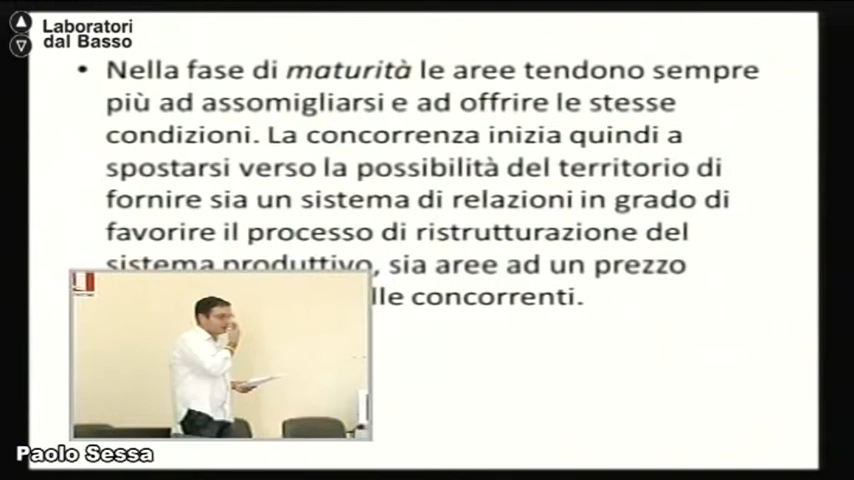 Laboratori
dal Basso
• Nella fase di maturità le aree tendono sempre
più ad assomigliarsi e ad offrire le stesse
condizioni. La concorrenza inizia quindi a
spostarsi verso la possibilità del territorio di
fornire sia un sistema di relazioni in grado di
favorire il processo di ristrutturazione del
sistema produttivo, sia aree ad un prezzo
lle concorrenti.
Paolo Sessa